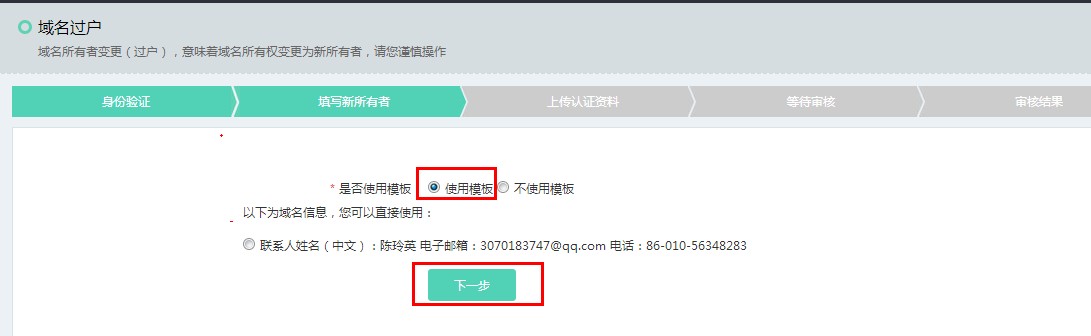 域名过户
域名所有者变更（过户），意味着域名所有权变更为新所有者，请您谨慎操作
身份验证 填写新所有者 上传认证资料 等待审核 审核结果
* 是否使用模板 使用模板 不使用模板
以下为域名信息，您可以直接使用：
联系人姓名（中文）：陈玲英 电子邮箱：3070183747@qq.com 电话：86-010-56348283
下一步